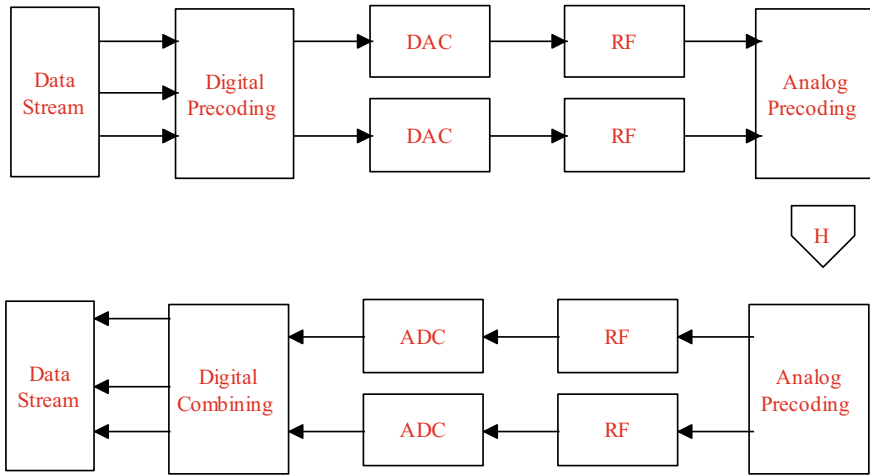 Data
Stream
Digital
Precoding
DAC
RF
DAC
RF
Analog
Precoding
H
Data
Stream
Digital
Combining
ADC
RF
ADC
RF
Analog
Precoding